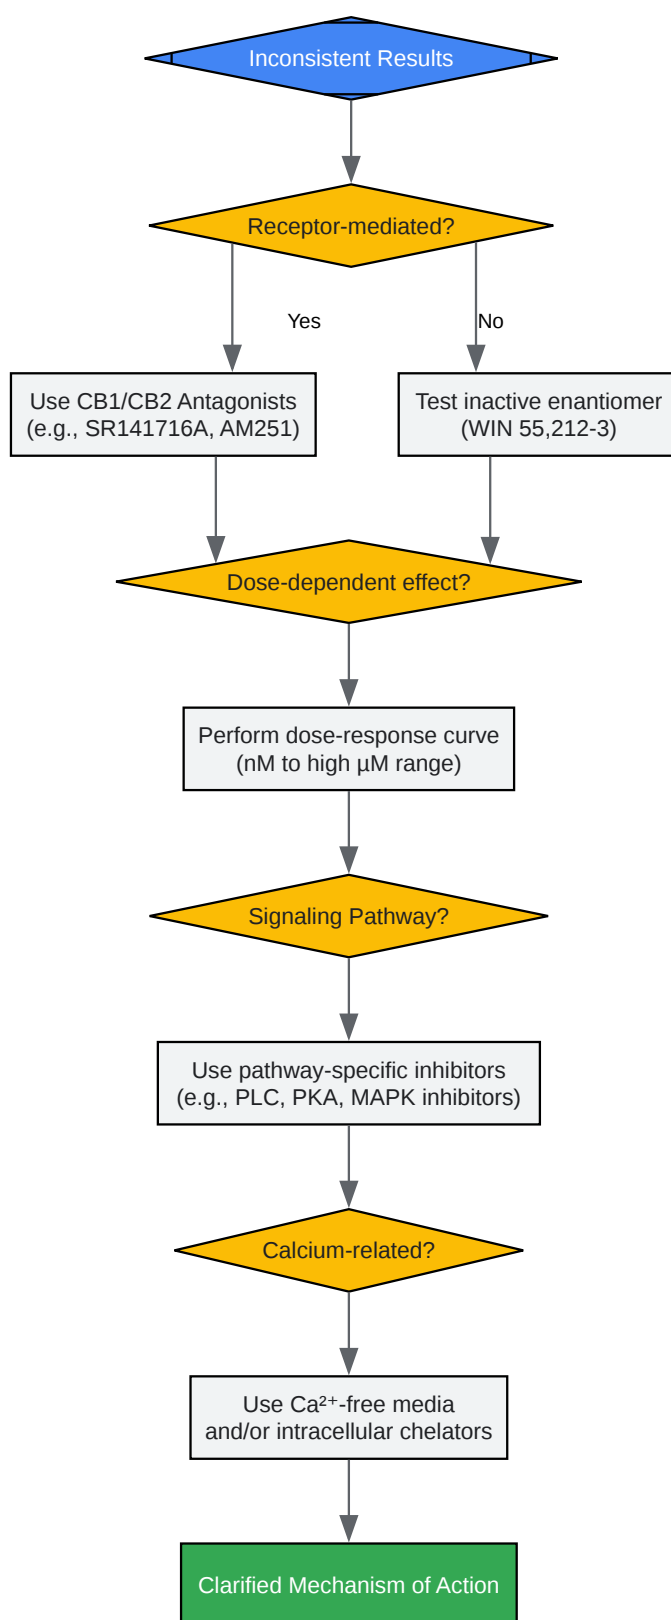 Inconsistent Results
Receptor-mediated?
Yes
No
Use CB1/CB2 Antagonists
(e.g., SR141716A, AM251)
Test inactive enantiomer
(WIN 55,212-3)
Dose-dependent effect?
Perform dose-response curve
(nM to high µM range)
Signaling Pathway?
Use pathway-specific inhibitors
(e.g., PLC, PKA, MAPK inhibitors)
Calcium-related?
Use Ca²⁺-free media
and/or intracellular chelators
Clarified Mechanism of Action